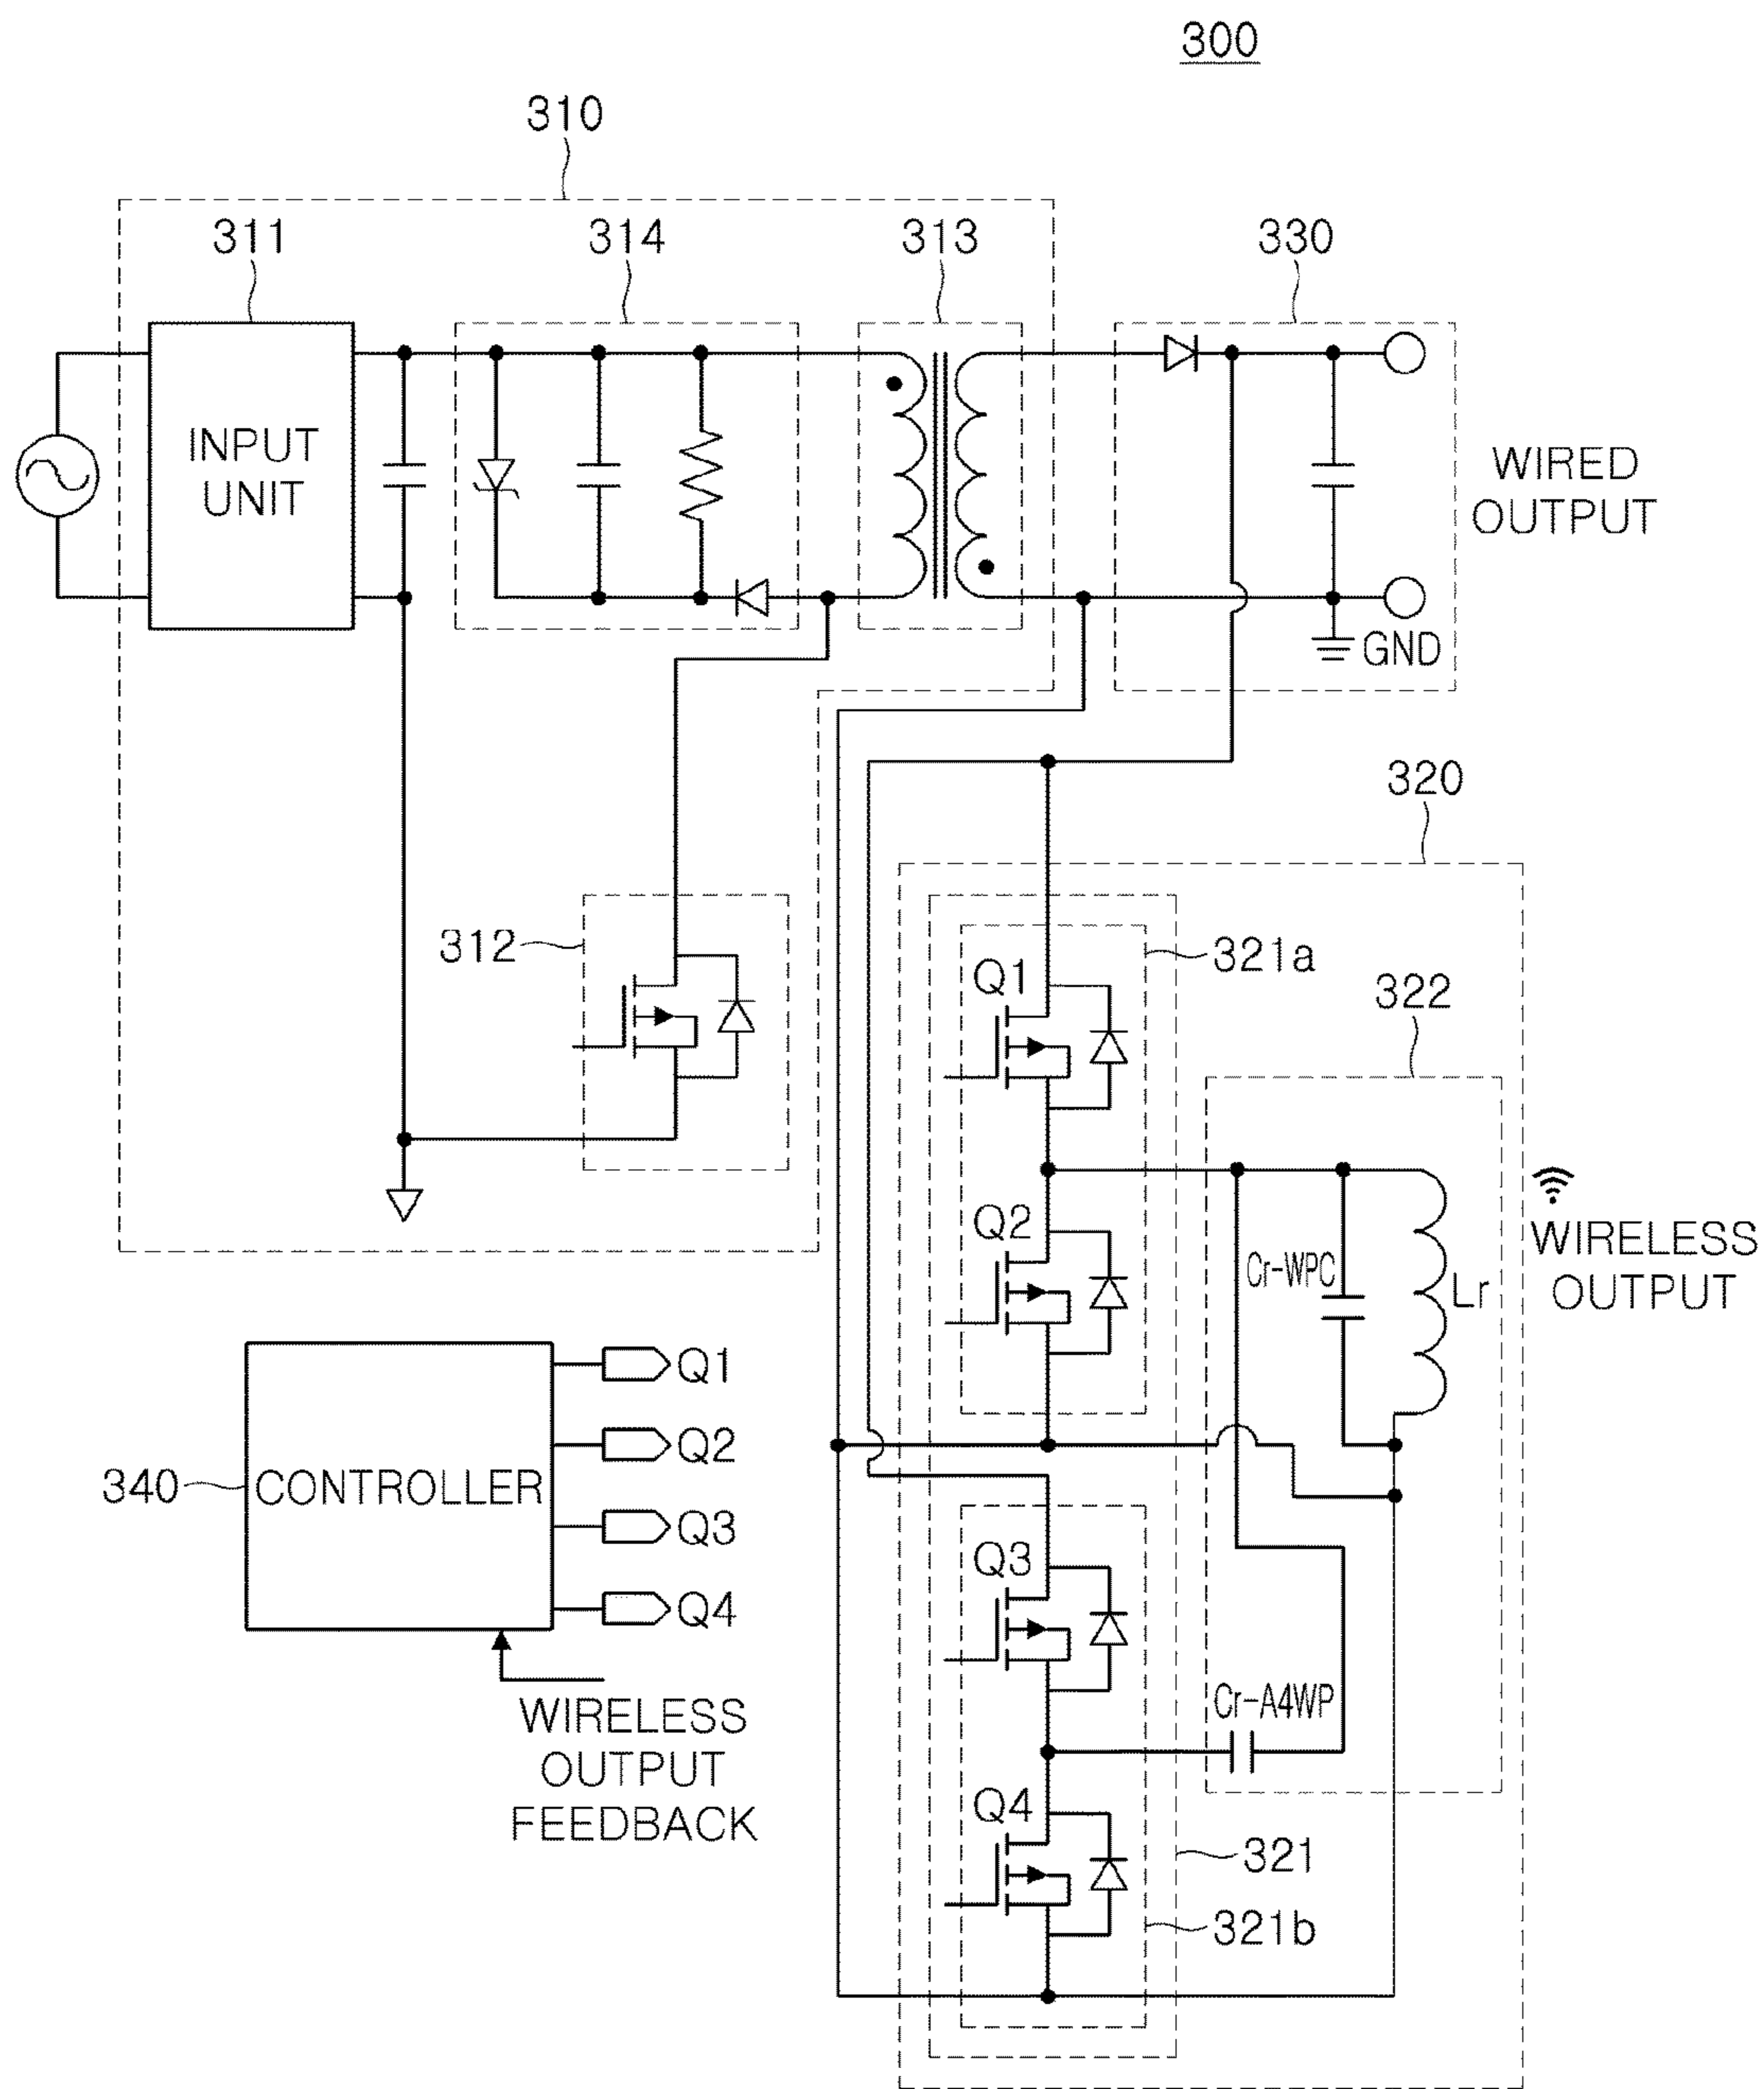 300
310
311
314
313
330
INPUT
UNIT
WIRED
OUTPUT
GND
320
312
321a
Q1
322
Q2
Cr-WPC
Lr
WIRELESS
OUTPUT
340
CONTROLLER
Q1
Q2
Q3
Q4
WIRELESS
OUTPUT
FEEDBACK
Q3
Cr-A4WP
Q4
321
321b